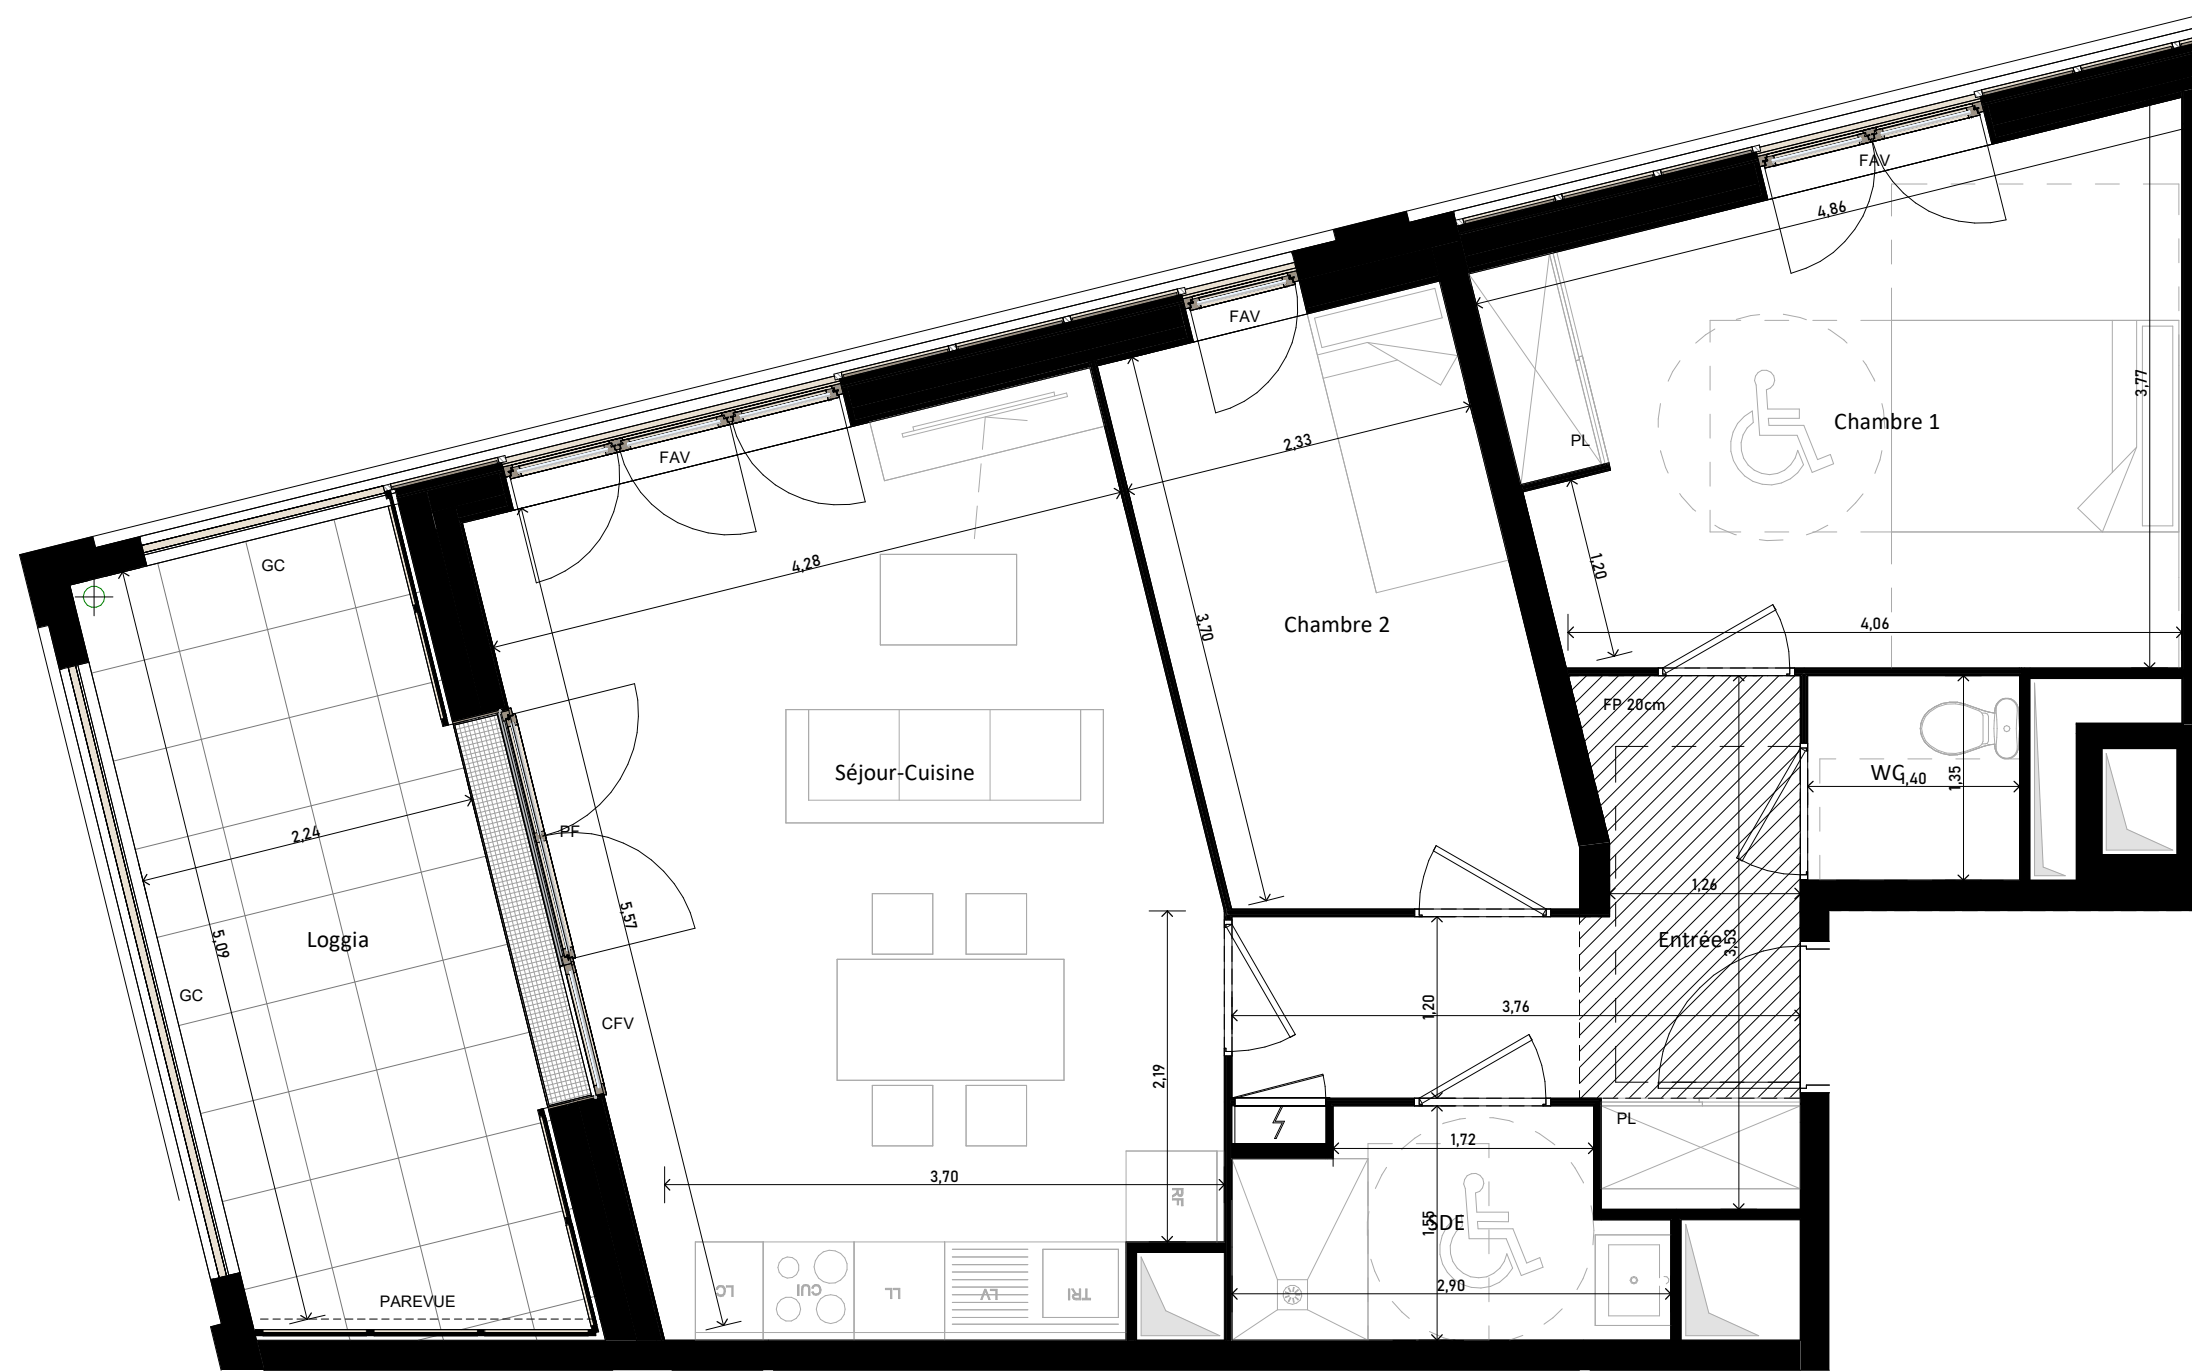 FAV
4,86
FAV
FAV
4,28
2,33
PL
Chambre 1
3,77
GC
1,20
3,70
Chambre 2
4,06
FP 20cm
Séjour-Cuisine
WC
1,40
1,35
PF
2,24
5,57
5,09
Loggia
1,26
Entrée
3,53
GC
CFV
1,20
3,76
2,19
PL
1,72
3,70
RF
SDE
1,55
2,90
LC
CUI
LL
LV
TRI
PAREVUE